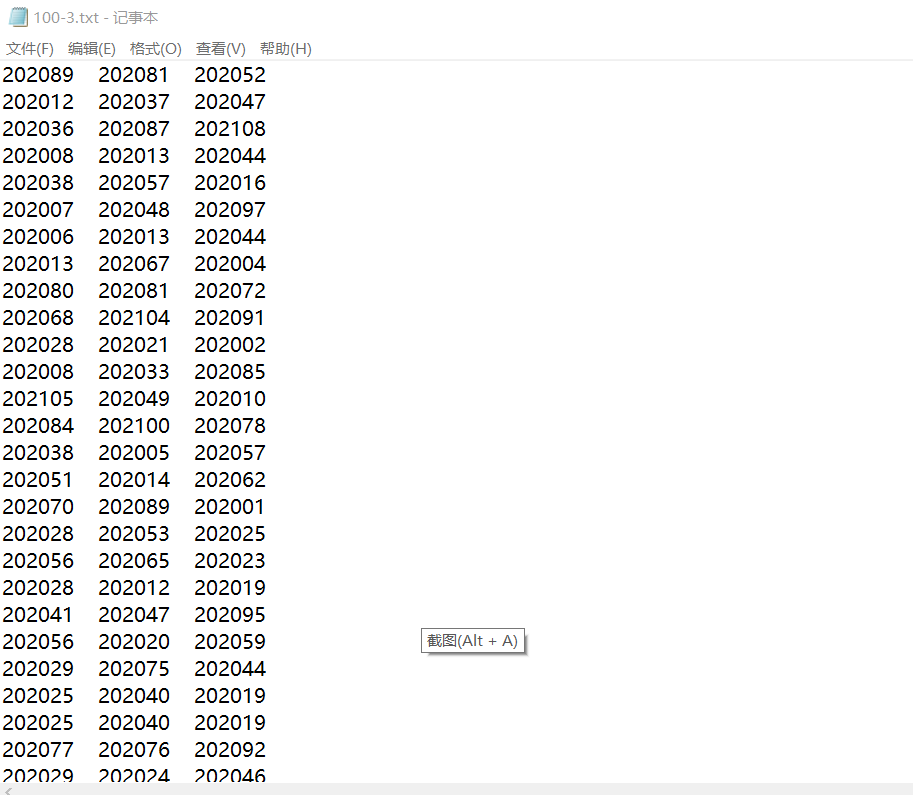 100-3.txt - 记事本
文件(F) 编辑(E) 格式(O) 查看(V) 帮助(H)
202089 202081 202052
202012 202037 202047
202036 202087 202108
202008 202013 202044
202038 202057 202016
202007 202048 202097
202006 202013 202044
202013 202067 202004
202080 202081 202072
202068 202104 202091
202028 202021 202002
202008 202033 202085
202105 202049 202010
202084 202100 202078
202038 202005 202057
202051 202014 202062
202070 202089 202001
202028 202053 202025
202056 202065 202023
202028 202012 202019
202041 202047 202095
202056 202020 202059
截图(Alt + A)
202029 202075 202044
202025 202040 202019
202025 202040 202019
202077 202076 202092
202029 202024 202046